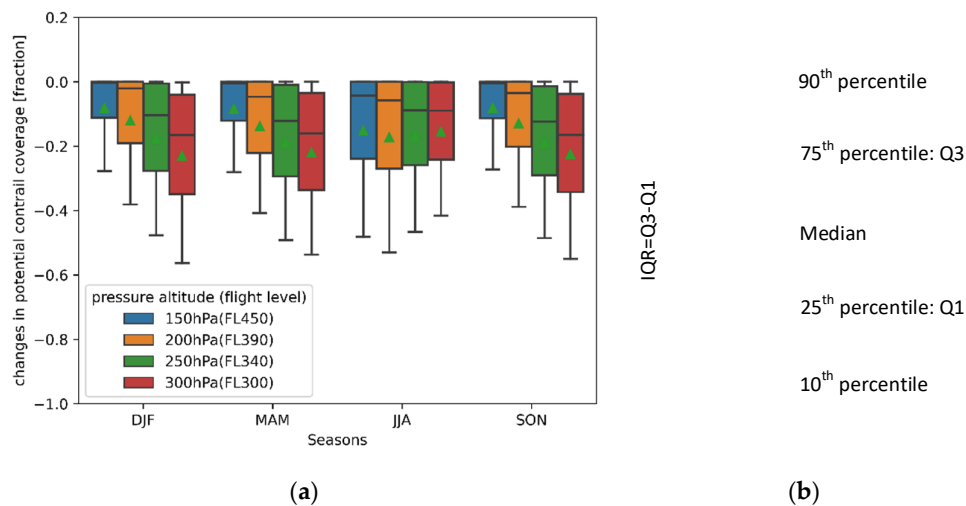 0.2
0.0
−0.2
−0.4
−0.6
−0.8
−1.0
changes in potential contrail coverage [fraction]
pressure altitude (flight level)
150hPa(FL450)
200hPa(FL390)
250hPa(FL340)
300hPa(FL300)
DJF
MAM
JJA
SON
Seasons
(a)
IQR=Q3-Q1
90th percentile
75th percentile: Q3
Median
25th percentile: Q1
10th percentile
(b)